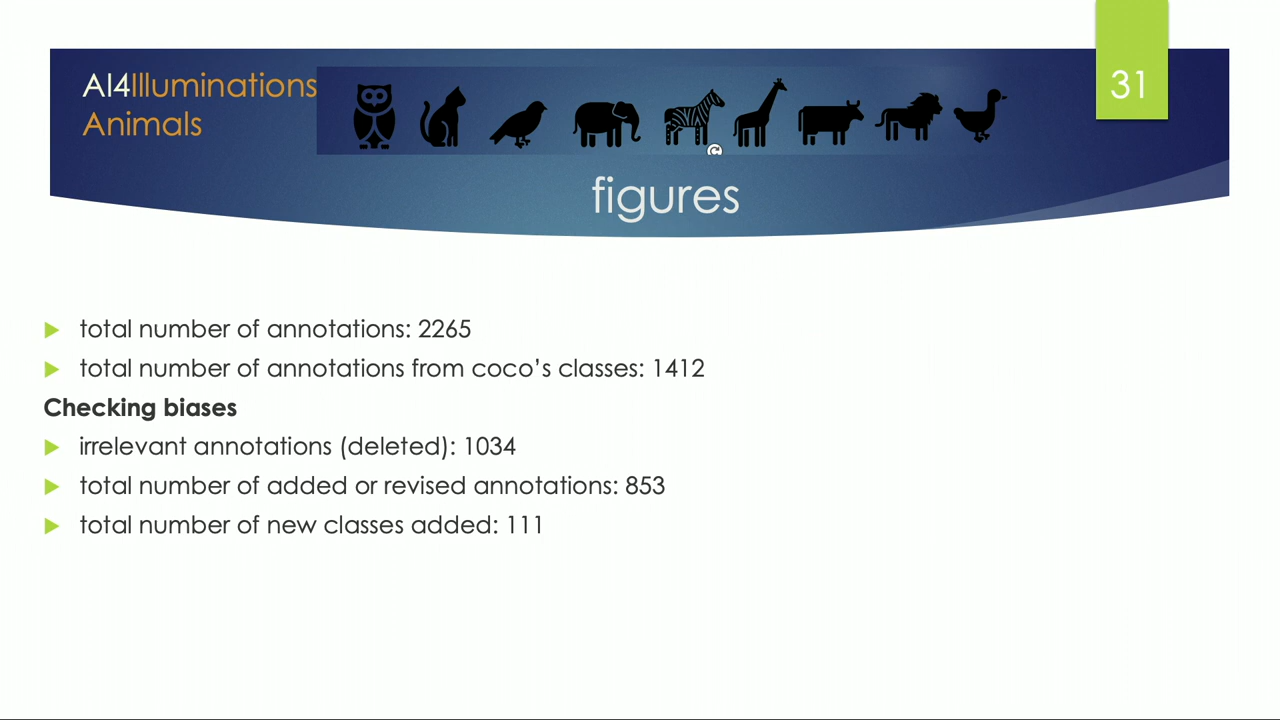 AI4Illuminations
Animals
31
figures
total number of annotations: 2265
total number of annotations from coco’s classes: 1412
Checking biases
irrelevant annotations (deleted): 1034
total number of added or revised annotations: 853
total number of new classes added: 111